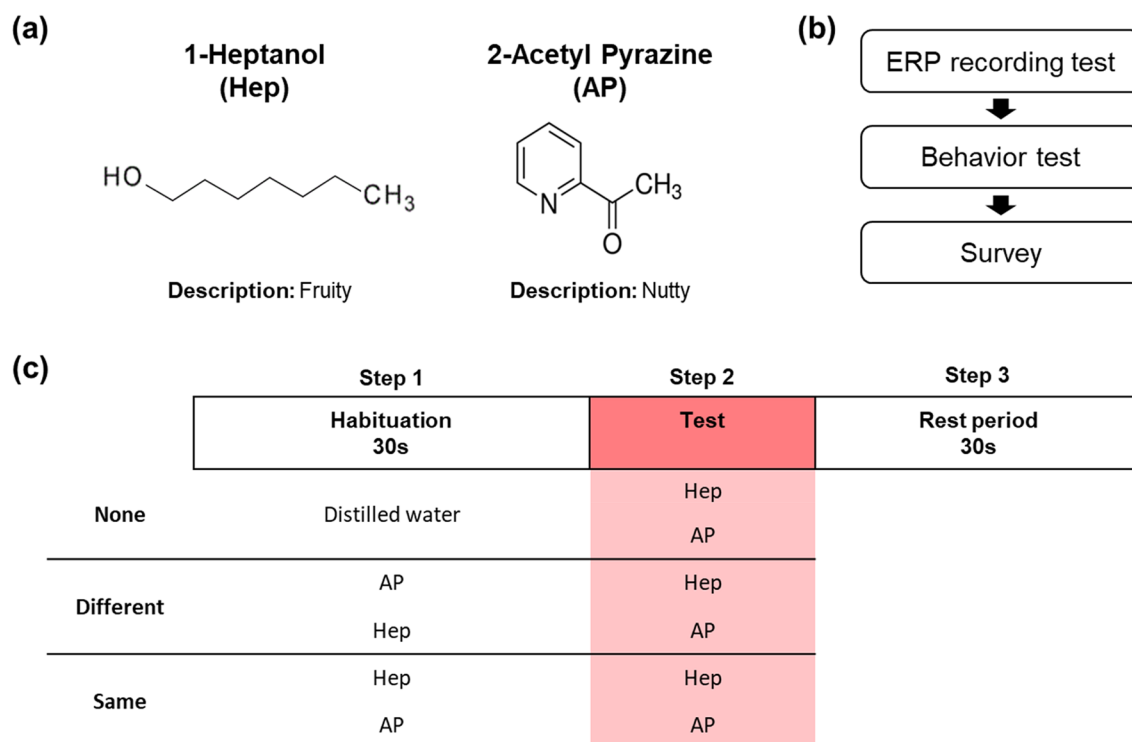 (a)
1-Heptanol
(Hep)
HO
CH3
Description: Fruity
2-Acetyl Pyrazine
(AP)
N
CH3
O
Description: Nutty
(b)
ERP recording test
Behavior test
Survey
(c)
Step 1 Step 2 Step 3
Habituation Test Rest period
30s 30s
None Distilled water Hep
AP
Different AP Hep
Hep AP
Same Hep Hep
AP AP